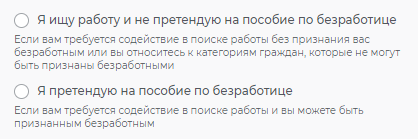 Я ищу работу и не претендую на пособие по безработице
Если вам требуется содействие в поиске работы без признания вас
безработным или вы относитесь к категориям граждан, которые не могут
быть признаны безработными
Я претендую на пособие по безработице
Если вам требуется содействие в поиске работы и вы можете быть
признанным безработным